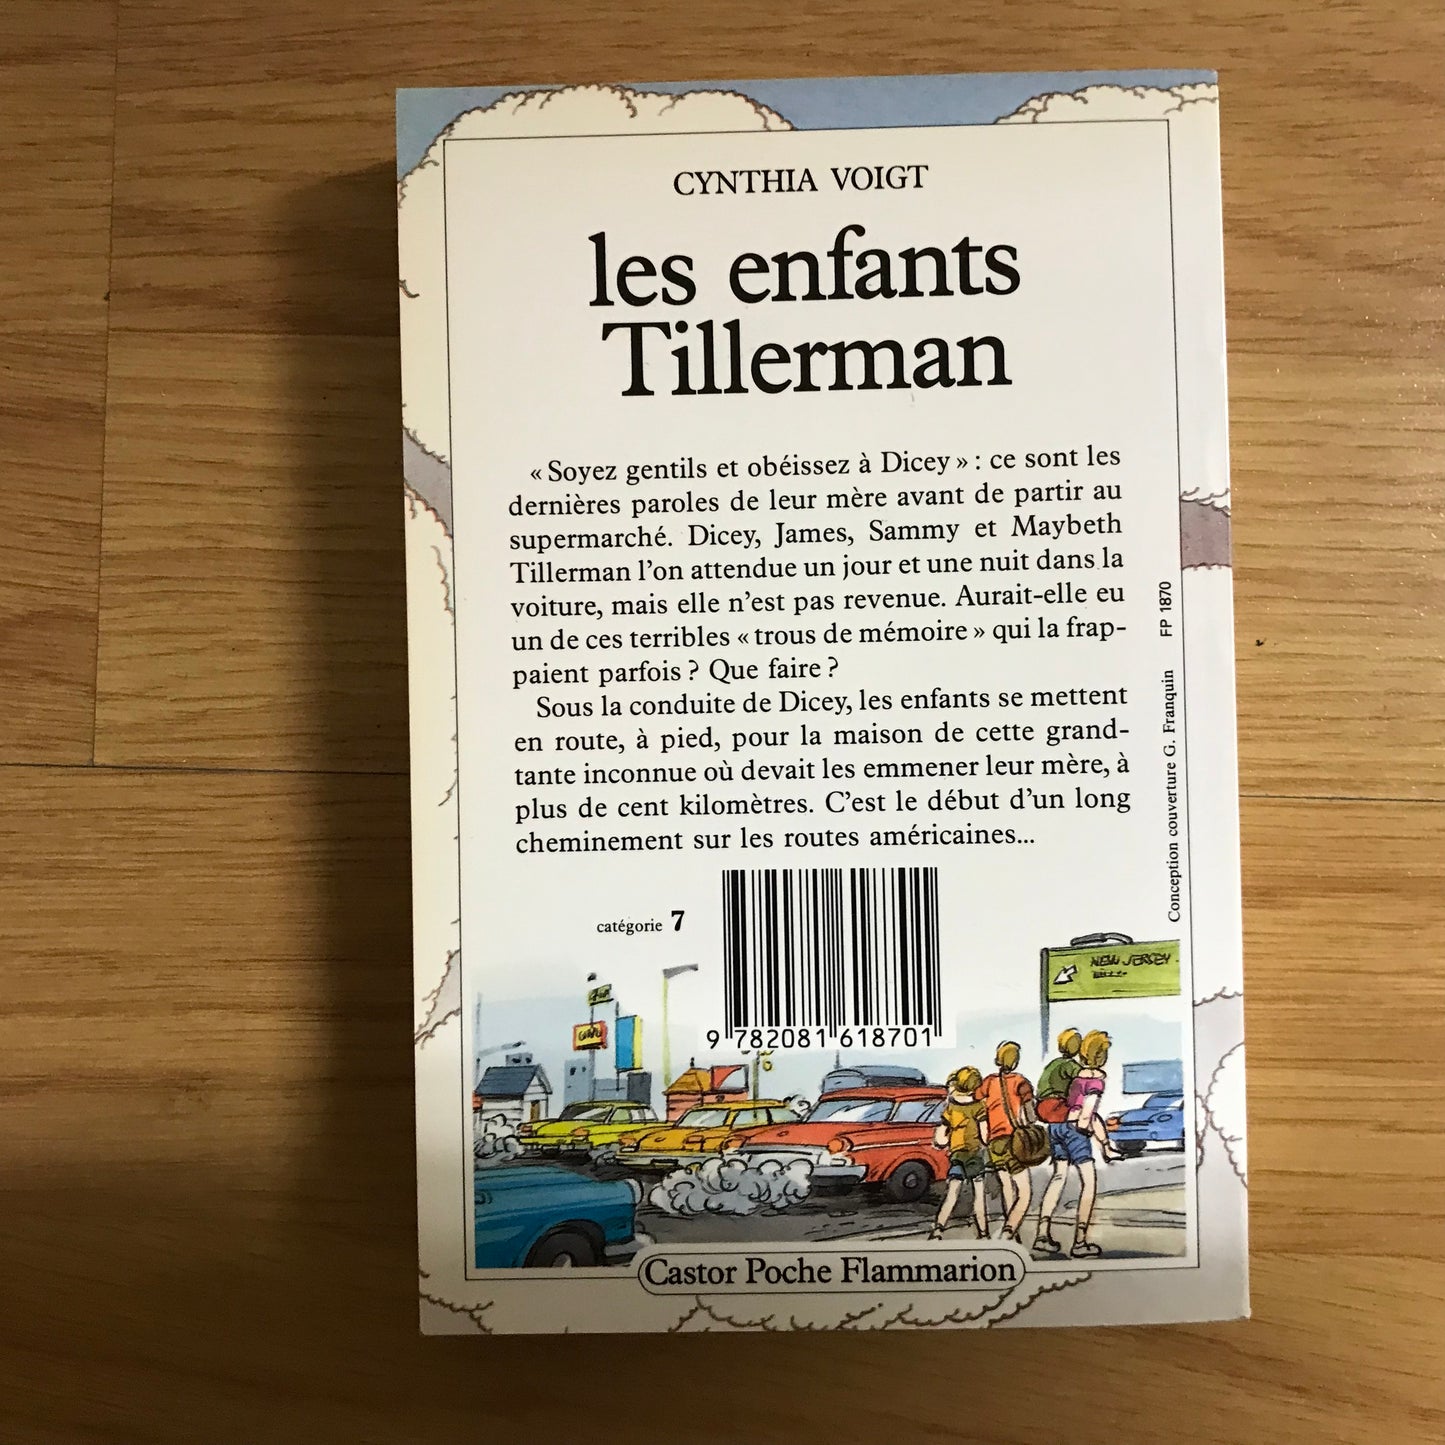 CYNTHIA VOIGT
les enfants
Tillerman
« Soyez gentils et obéissez à Dicey » : ce sont les
dernières paroles de leur mère avant de partir au
supermarché. Dicey, James, Sammy et Maybeth
Tillerman l'on attendue un jour et une nuit dans la
voiture, mais elle n'est pas revenue. Aurait-elle eu
un de ces terribles « trous de mémoire » qui la frap-
paient parfois ? Que faire ?
Sous la conduite de Dicey, les enfants se mettent
en route, à pied, pour la maison de cette grand-
tante inconnue où devait les emmener leur mère, à
plus de cent kilomètres. C'est le début d'un long
cheminement sur les routes américaines...
Conception couverture G. Franquin FP 1870
catégorie 7
9 782081 618701
NEW JERSEY
Castor Poche Flammarion